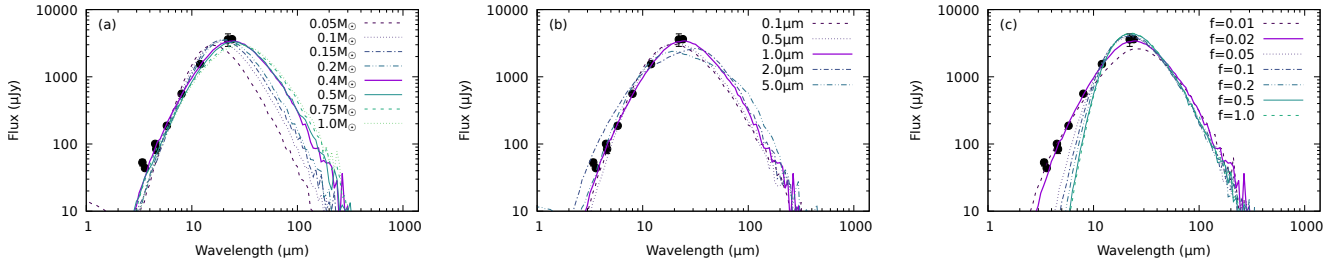 (a)
0.05M☉
0.1M☉
0.15M☉
0.2M☉
0.4M☉
0.5M☉
0.75M☉
1.0M☉
10000
1000
100
10
Flux (μJy)
1 10 100 1000
Wavelength (μm)
(b)
0.1μm
0.5μm
1.0μm
2.0μm
5.0μm
10000
1000
100
10
Flux (μJy)
1 10 100 1000
Wavelength (μm)
(c)
f=0.01
f=0.02
f=0.05
f=0.1
f=0.2
f=0.5
f=1.0
10000
1000
100
10
Flux (μJy)
1 10 100 1000
Wavelength (μm)